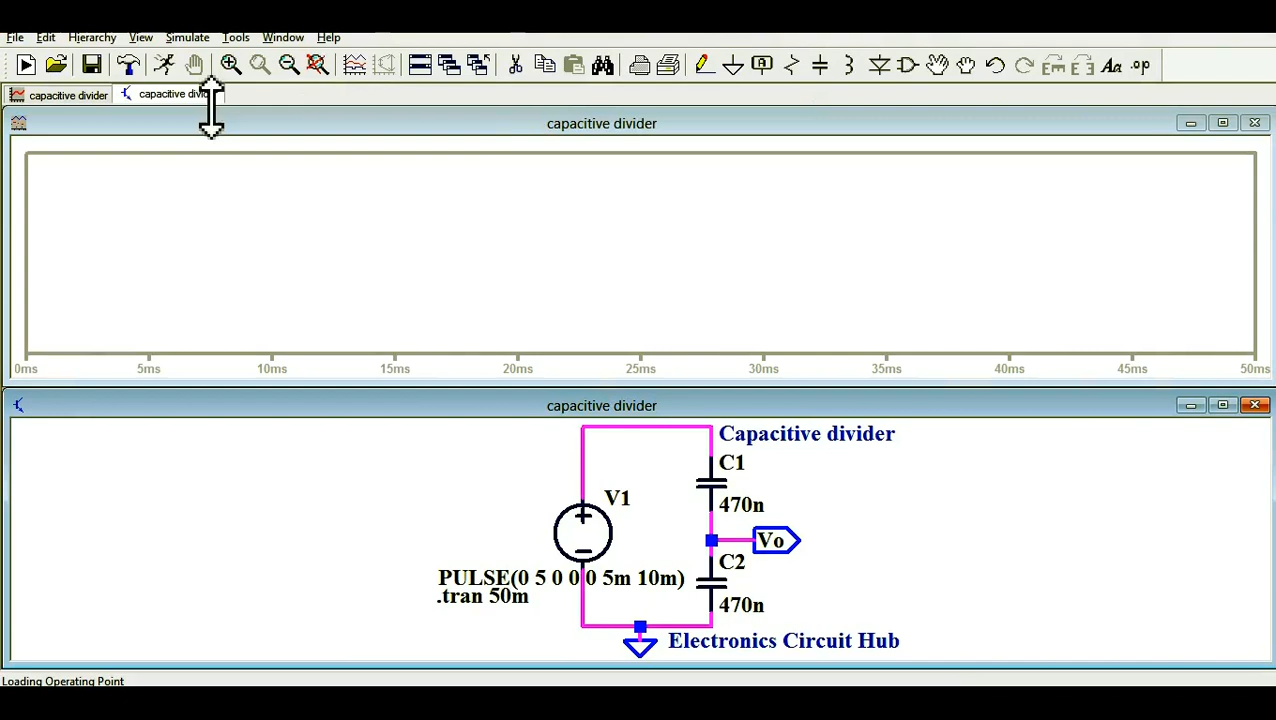 File Edit Hierarchy View Simulate Tools Window Help
.op
capacitive divider
capacitive
capacitive divider
0ms 5ms 10ms 15ms 20ms 25ms 30ms 35ms 40ms 45ms 50ms
capacitive divider
Capacitive divider
C1
V1
470n
Vo
C2
PULSE(0 5 0 0 0 5m 10m)
.tran 50m
470n
Electronics Circuit Hub
Loading Operating Point